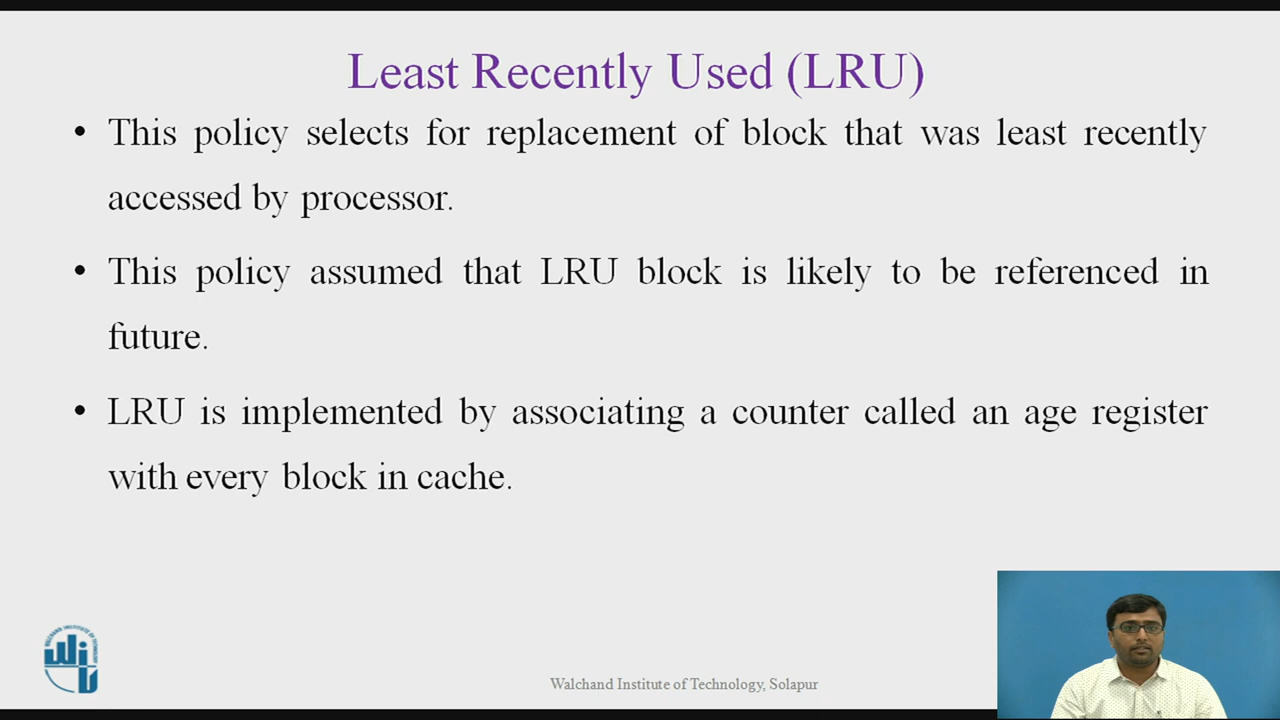 Least Recently Used (LRU)
• This policy selects for replacement of block that was least recently
accessed by processor.
• This policy assumed that LRU block is likely to be referenced in
future.
• LRU is implemented by associating a counter called an age register
with every block in cache.
Walchand Institute of Technology, Solapur